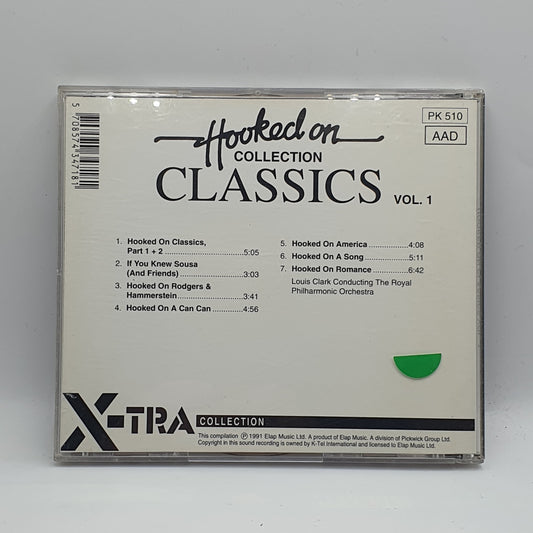 5 708574 347181
Hooked on
COLLECTION
CLASSICS VOL. 1
PK 510
AAD
1. Hooked On Classics,
Part 1 + 2 ..............................5:05
2. If You Knew Sousa
(And Friends) ........................3:03
3. Hooked On Rodgers &
Hammerstein ........................3:41
4. Hooked On A Can Can .........4:56
5. Hooked On America .............4:08
6. Hooked On A Song ...............5:11
7. Hooked On Romance ...........6:42
Louis Clark Conducting The Royal
Philharmonic Orchestra
X-TRA COLLECTION
This compilation ℗ 1991 Elap Music Ltd. A product of Elap Music. A division of Pickwick Group Ltd.
Copyright in this sound recording is owned by K-Tel International and licensed to Elap Music Ltd.